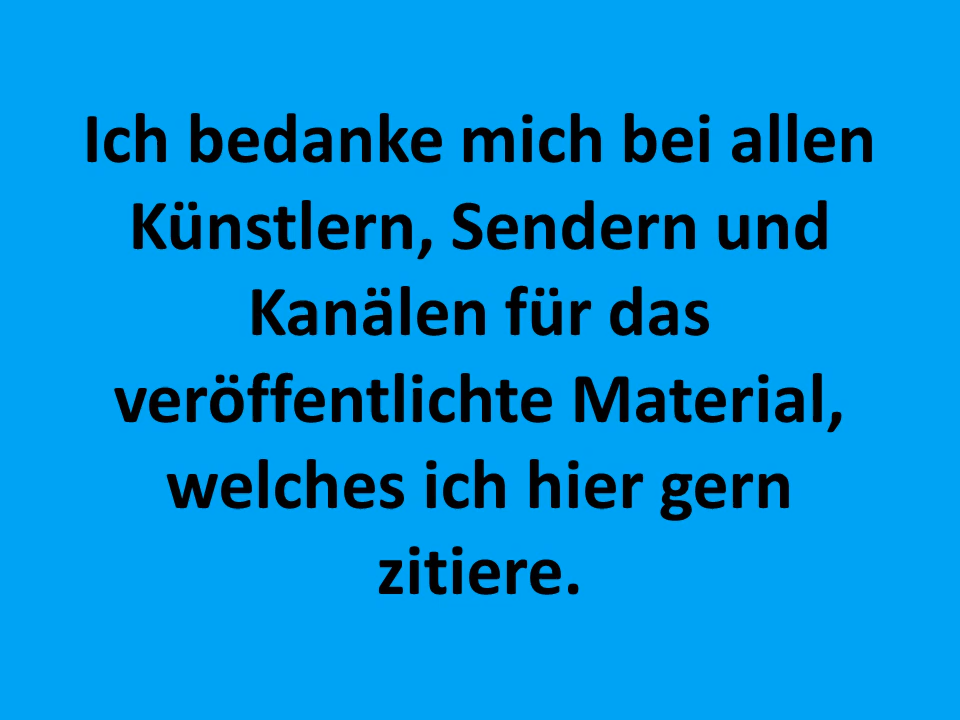 Ich bedanke mich bei allen
Künstlern, Sendern und
Kanälen für das
veröffentlichte Material,
welches ich hier gern
zitiere.